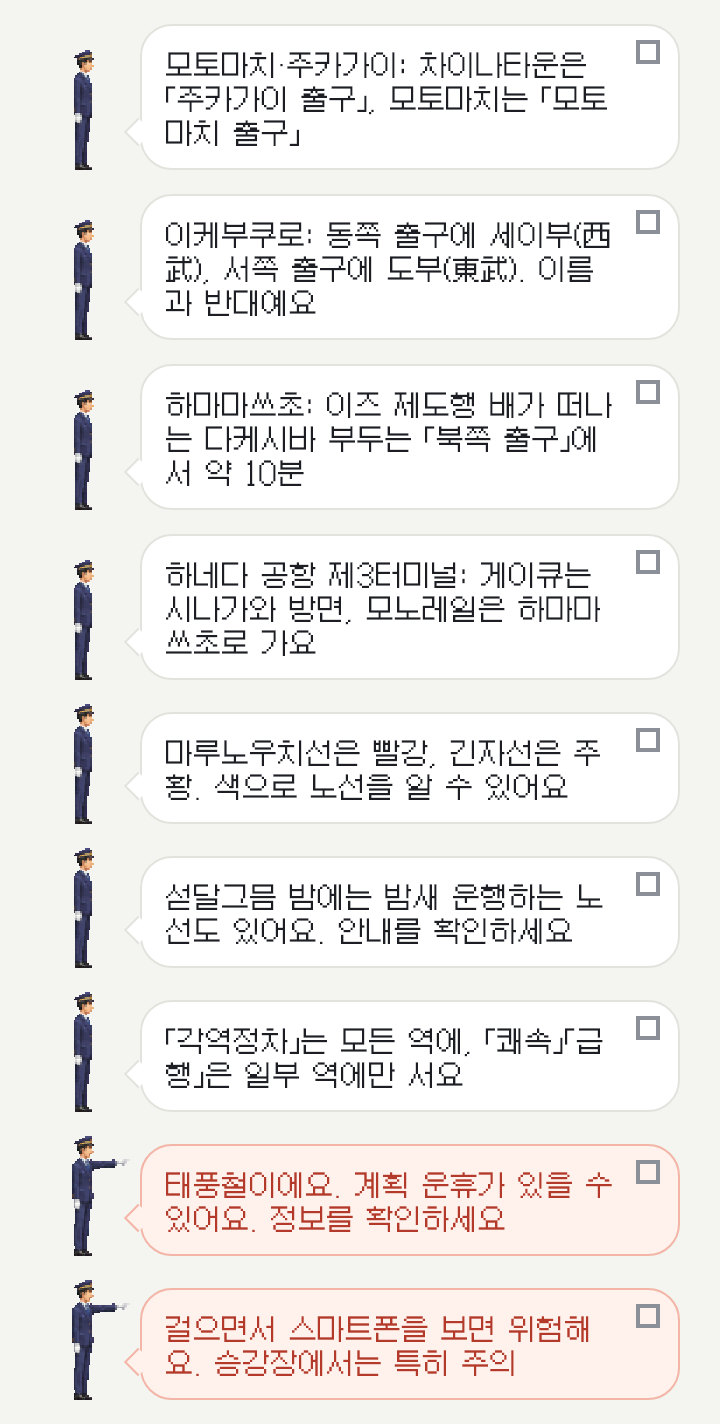 모토마치·주카가이: 차이나타운은
「주카가이 출구」, 모토마치는 「모토
마치 출구」
이케부쿠로: 동쪽 출구에 세이부(西
武), 서쪽 출구에 도부(東武). 이름
과 반대예요
하마마쓰초: 이즈 제도행 배가 떠나
는 다케시바 부두는 「북쪽 출구」에
서 약 10분
하네다 공항 제3터미널: 게이큐는
시나가와 방면, 모노레일은 하마마
쓰초로 가요
마루노우치선은 빨강, 긴자선은 주
황. 색으로 노선을 알 수 있어요
섣달그믐 밤에는 밤새 운행하는 노
선도 있어요. 안내를 확인하세요
「각역정차」는 모든 역에, 「쾌속」「급
행」은 일부 역에만 서요
태풍철이에요. 계획 운휴가 있을 수
있어요. 정보를 확인하세요
걸으면서 스마트폰을 보면 위험해
요. 승강장에서는 특히 주의